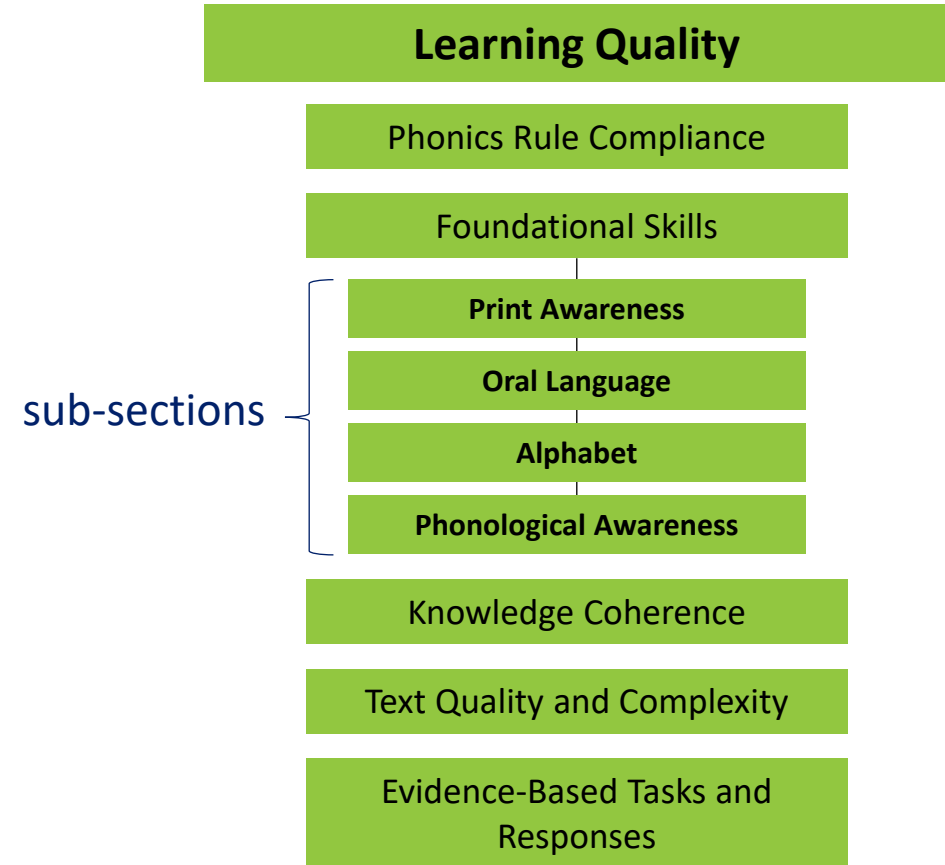 Learning Quality
Phonics Rule Compliance
Foundational Skills
sub-sections
Print Awareness
Oral Language
Alphabet
Phonological Awareness
Knowledge Coherence
Text Quality and Complexity
Evidence-Based Tasks and
Responses